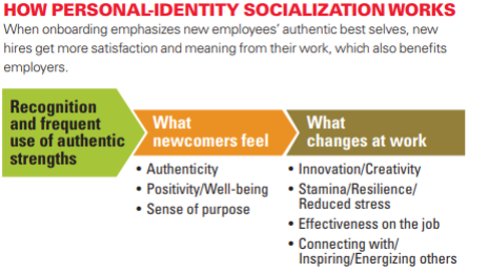 HOW PERSONAL-IDENTITY SOCIALIZATION WORKS
When onboarding emphasizes new employees' authentic best selves, new
hires get more satisfaction and meaning from their work, which also benefits
employers.
Recognition
and frequent
use of authentic
strengths
What
newcomers feel
• Authenticity
• Positivity/Well-being
• Sense of purpose
What
changes at work
• Innovation/Creativity
• Stamina/Resilience/
Reduced stress
• Effectiveness on the job
• Connecting with/
Inspiring/Energizing others